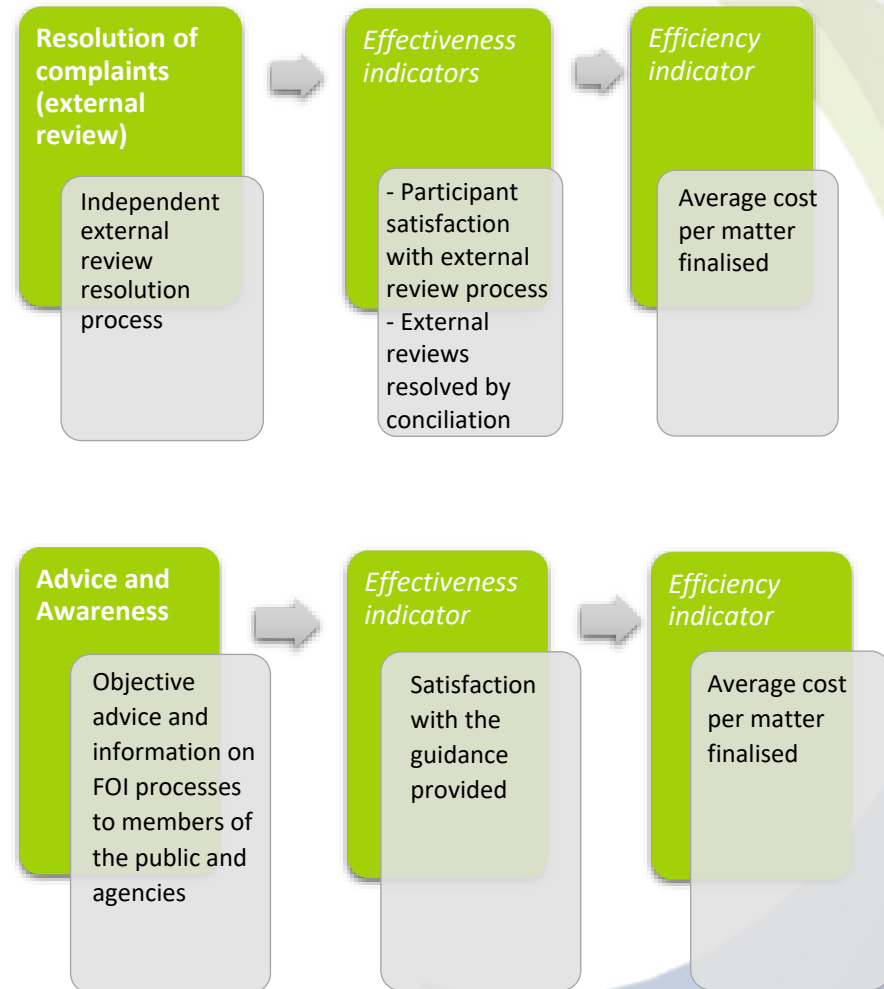 Resolution of
complaints
(external
review)
Independent
external
review
resolution
process
Effectiveness
indicators
- Participant
satisfaction
with external
review process
- External
reviews
resolved by
conciliation
Efficiency
indicator
Average cost
per matter
finalised
Advice and
Awareness
Objective
advice and
information on
FOI processes
to members of
the public and
agencies
Effectiveness
indicator
Satisfaction
with the
guidance
provided
Efficiency
indicator
Average cost
per matter
finalised